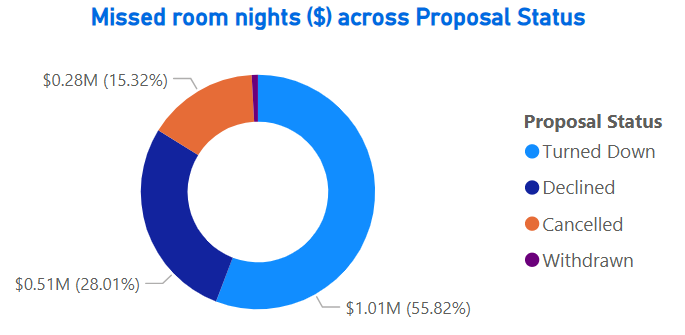 Missed room nights ($) across Proposal Status
$0.28M (15.32%)
$0.51M (28.01%)
$1.01M (55.82%)
Proposal Status
Turned Down
Declined
Cancelled
Withdrawn